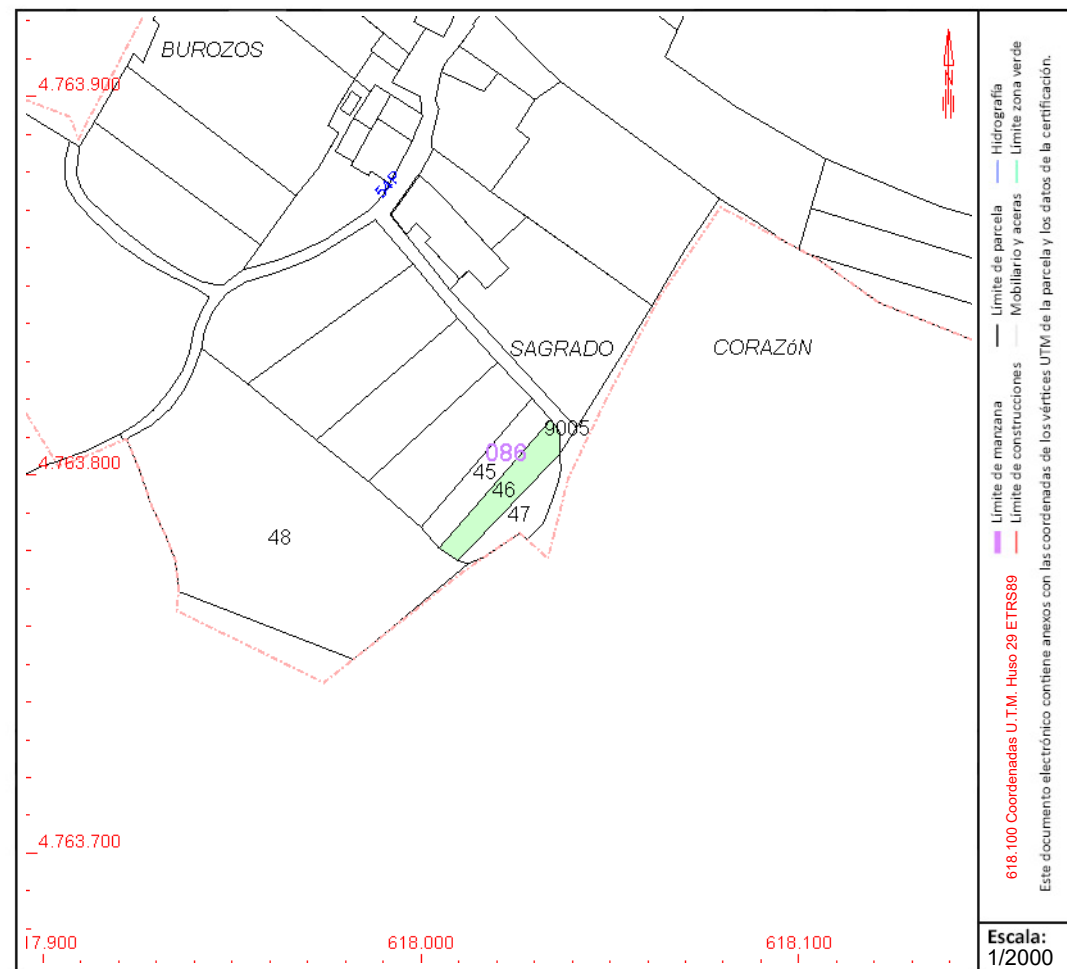 BUROZOS
4.763.900
N
54P
SAGRADO
CORAZóN
9005
086
4.763.800
45
46
47
48
4.763.700
17.900
618.000
618.100
Límite de manzana
Límite de parcela
Hidrografía
Límite de construcciones
Mobiliario y aceras
Límite zona verde
618.100 Coordenadas U.T.M. Huso 29 ETRS89
Este documento electrónico contiene anexos con las coordenadas de los vértices UTM de la parcela y los datos de la certificación.
Escala:
1/2000